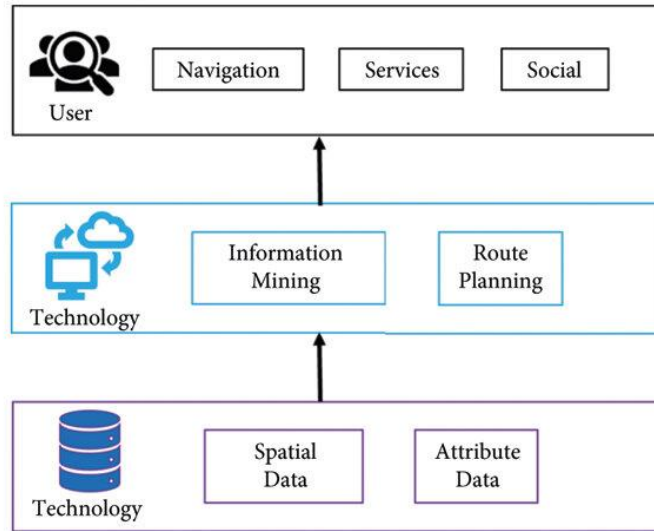 Navigation
Services
Social
User
Information
Mining
Route
Planning
Technology
Spatial
Data
Attribute
Data
Technology